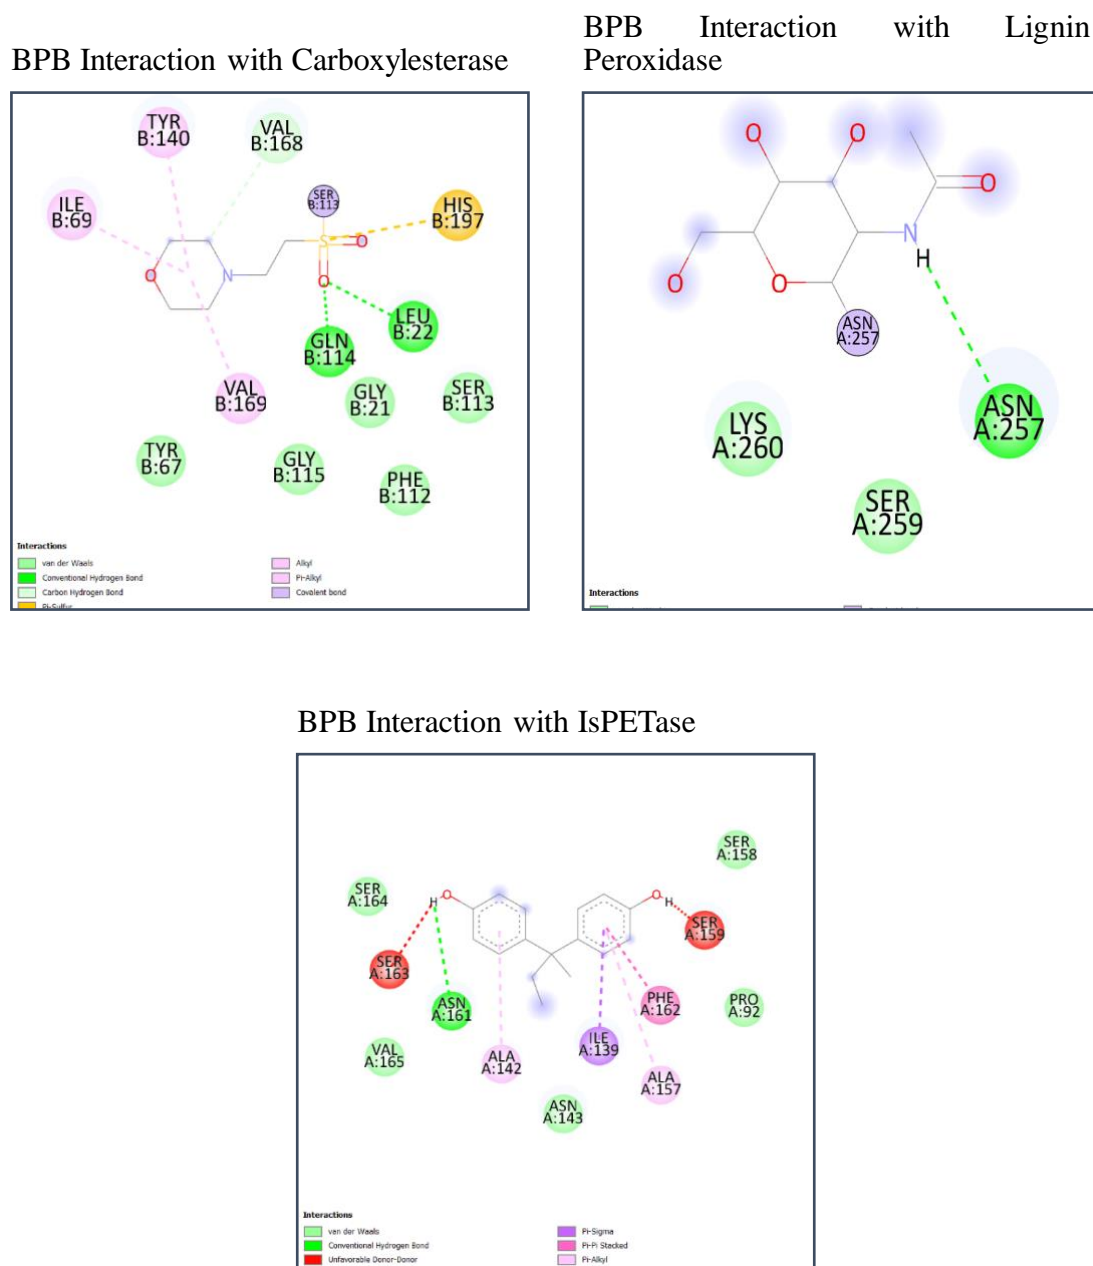 BPB Interaction with Carboxylesterase
BPB Interaction with Lignin
Peroxidase
TYR
B:140
VAL
B:168
SER
B:113
ILE
B:69
HIS
B:197
S
O
O
N
O
LEU
B:22
GLN
B:114
VAL
B:169
GLY
B:21
SER
B:113
TYR
B:67
GLY
B:115
PHE
B:112
Interactions
van der Waals
Conventional Hydrogen Bond
Carbon Hydrogen Bond
Pi-Sulfur
Alkyl
Pi-Alkyl
Covalent bond
O
O
O
N
H
O
O
ASN
A:257
LYS
A:260
ASN
A:257
SER
A:259
Interactions
BPB Interaction with IsPETase
SER
A:158
SER
A:164
H
O
O
H
SER
A:159
SER
A:163
ASN
A:161
PHE
A:162
PRO
A:92
VAL
A:165
ALA
A:142
ILE
A:139
ALA
A:157
ASN
A:143
Interactions
van der Waals
Conventional Hydrogen Bond
Unfavorable Donor-Donor
Pi-Sigma
Pi-Pi Stacked
Pi-Alkyl